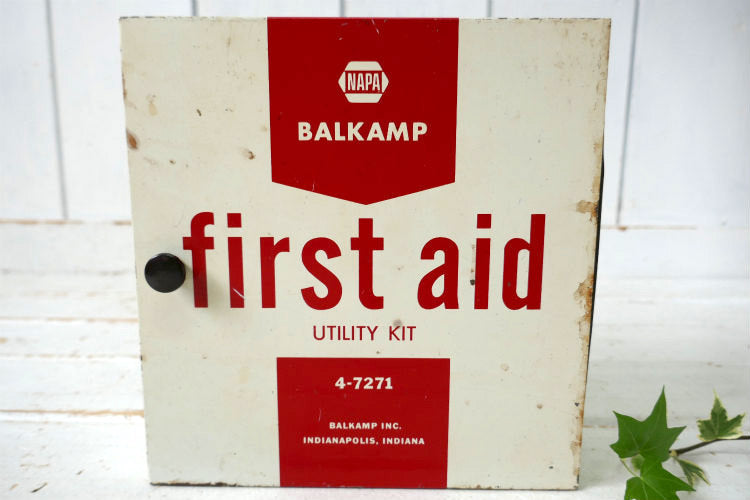 NAPA
BALKAMP
first aid
UTILITY KIT
4-7271
BALKAMP INC.
INDIANAPOLIS, INDIANA